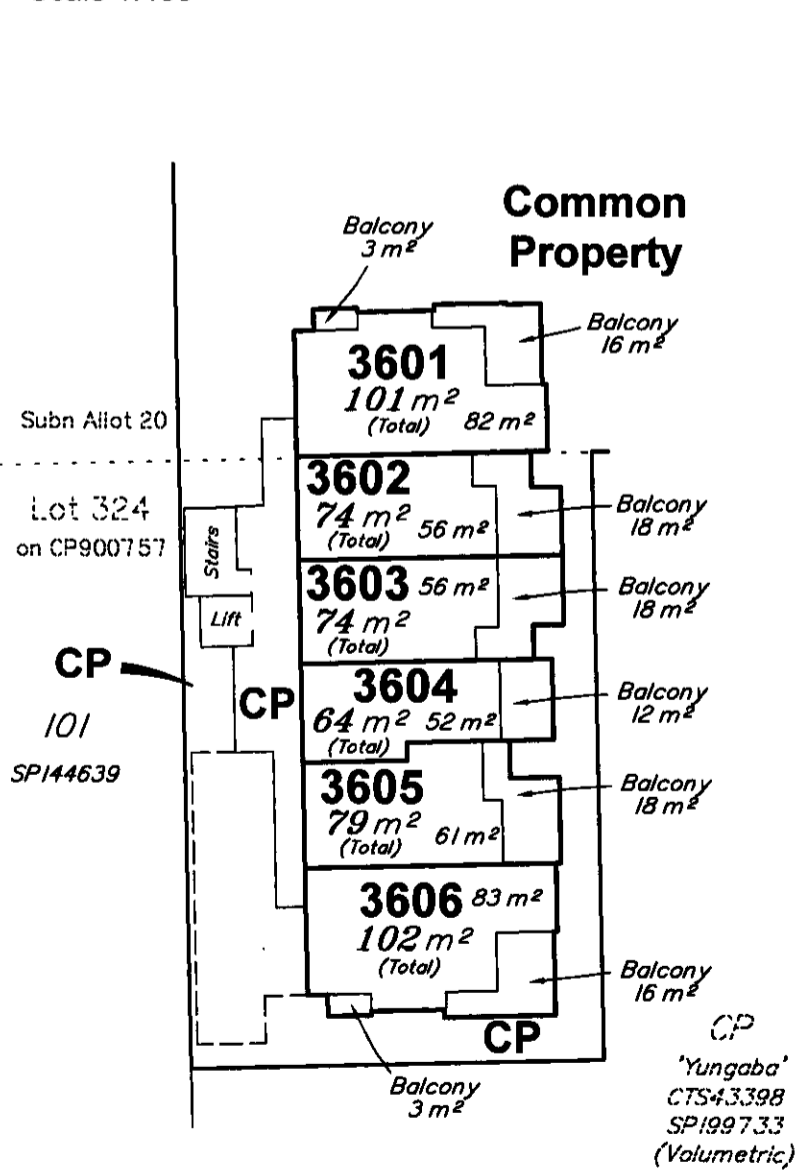 Common
Property
Balcony
3 m²
Balcony
16 m²
3601
101 m²
(Total)
82 m²
Subn Allot 20
3602
74 m²
(Total)
56 m²
Balcony
18 m²
Lot 324
on CP900757
Stairs
3603
56 m²
74 m²
(Total)
Balcony
18 m²
Lift
CP
CP
3604
64 m²
52 m²
(Total)
Balcony
12 m²
101
SP144639
3605
79 m²
(Total)
61 m²
Balcony
18 m²
3606
83 m²
102 m²
(Total)
Balcony
16 m²
CP
Balcony
3 m²
CP
'Yungaba'
CTS43398
SP199733
(Volumetric)